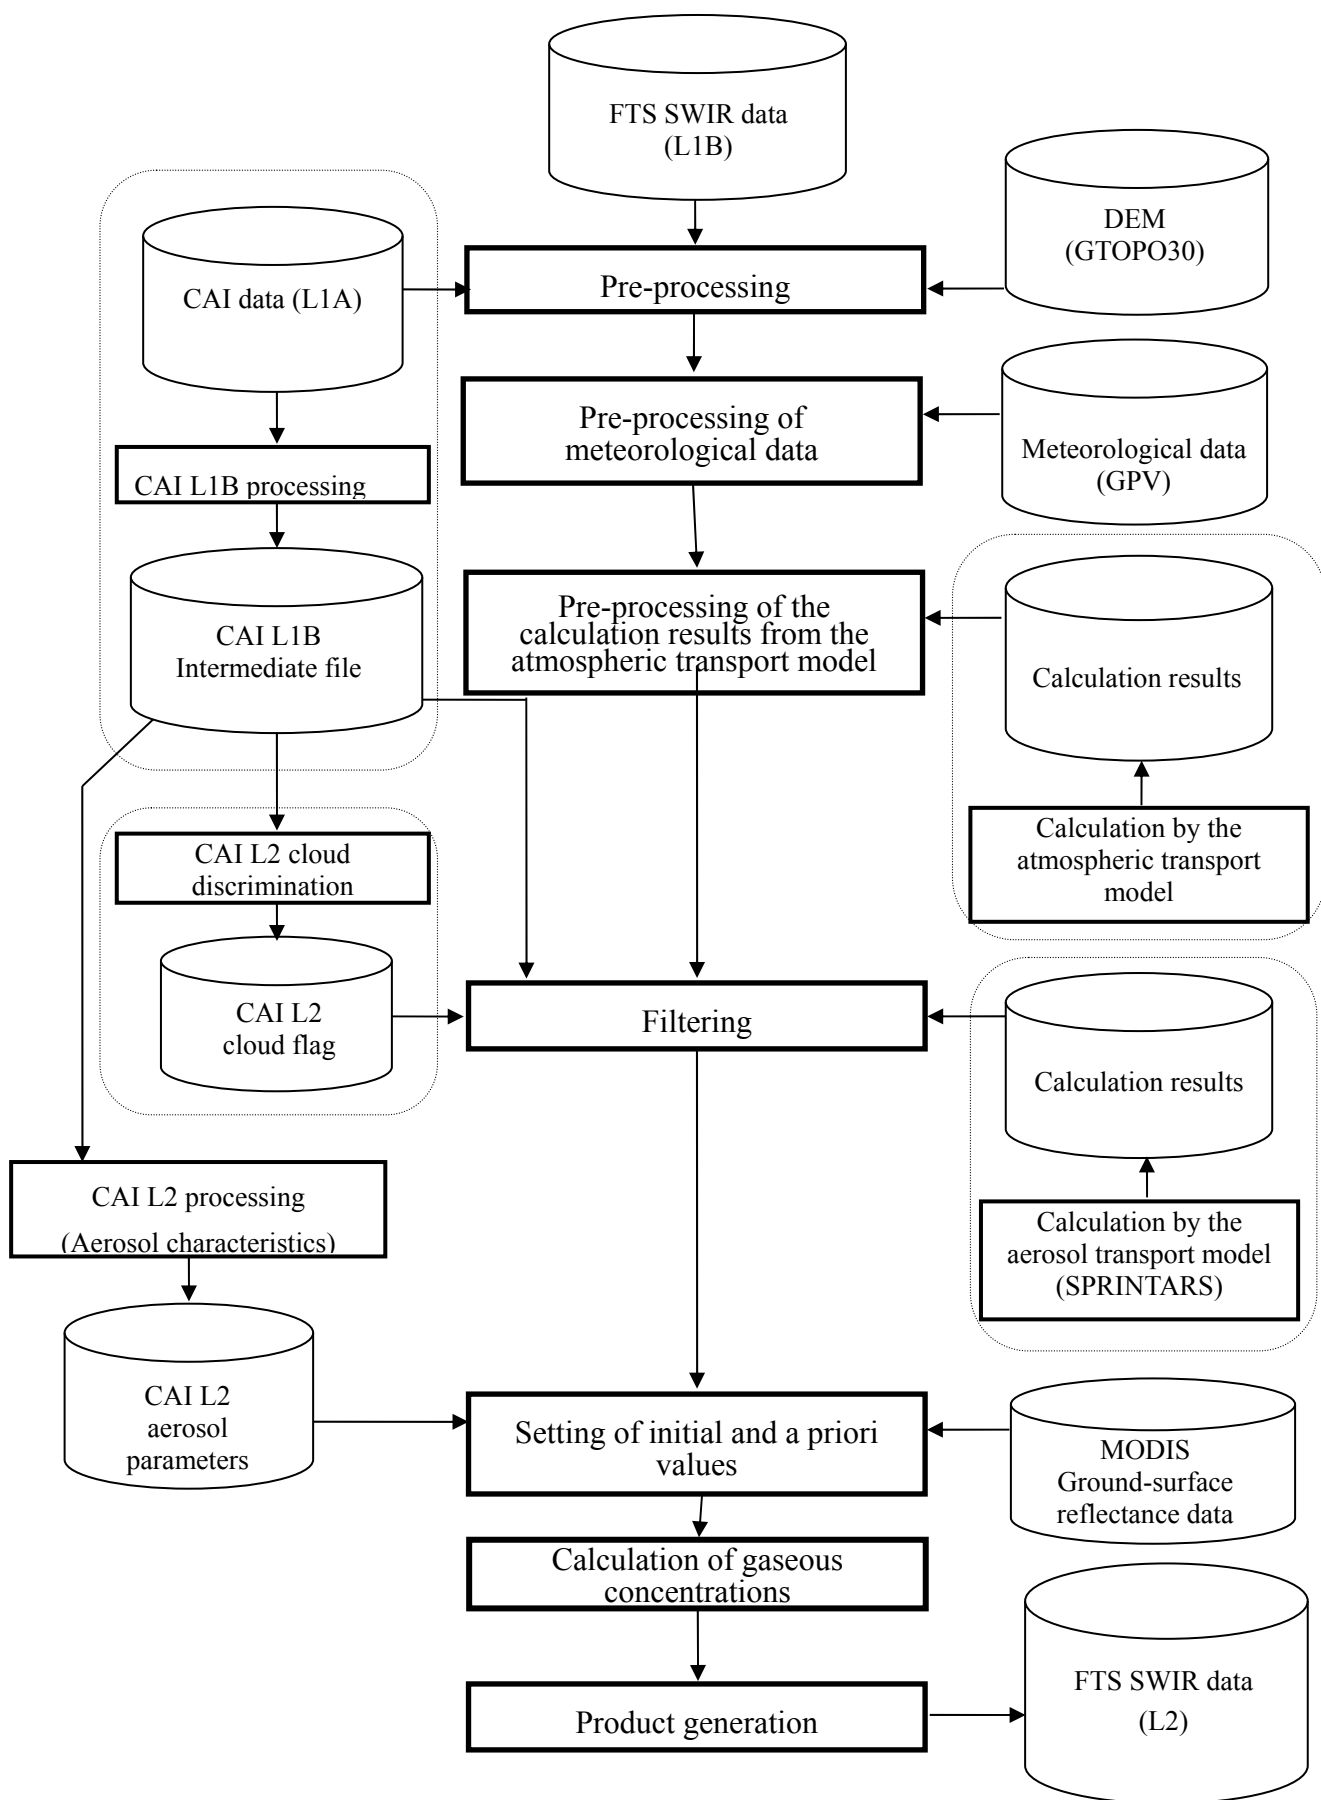 FTS SWIR data
(L1B)
DEM
(GTOPO30)
CAI data (L1A)
Pre-processing
Pre-processing of
meteorological data
Meteorological data
(GPV)
CAI L1B processing
CAI L1B
Intermediate file
Pre-processing of the
calculation results from the
atmospheric transport model
Calculation results
Calculation by the
atmospheric transport
model
CAI L2 cloud
discrimination
CAI L2
cloud flag
Filtering
Calculation results
Calculation by the
aerosol transport model
(SPRINTARS)
CAI L2 processing
(Aerosol characteristics)
CAI L2
aerosol
parameters
Setting of initial and a priori
values
MODIS
Ground-surface
reflectance data
Calculation of gaseous
concentrations
Product generation
FTS SWIR data
(L2)